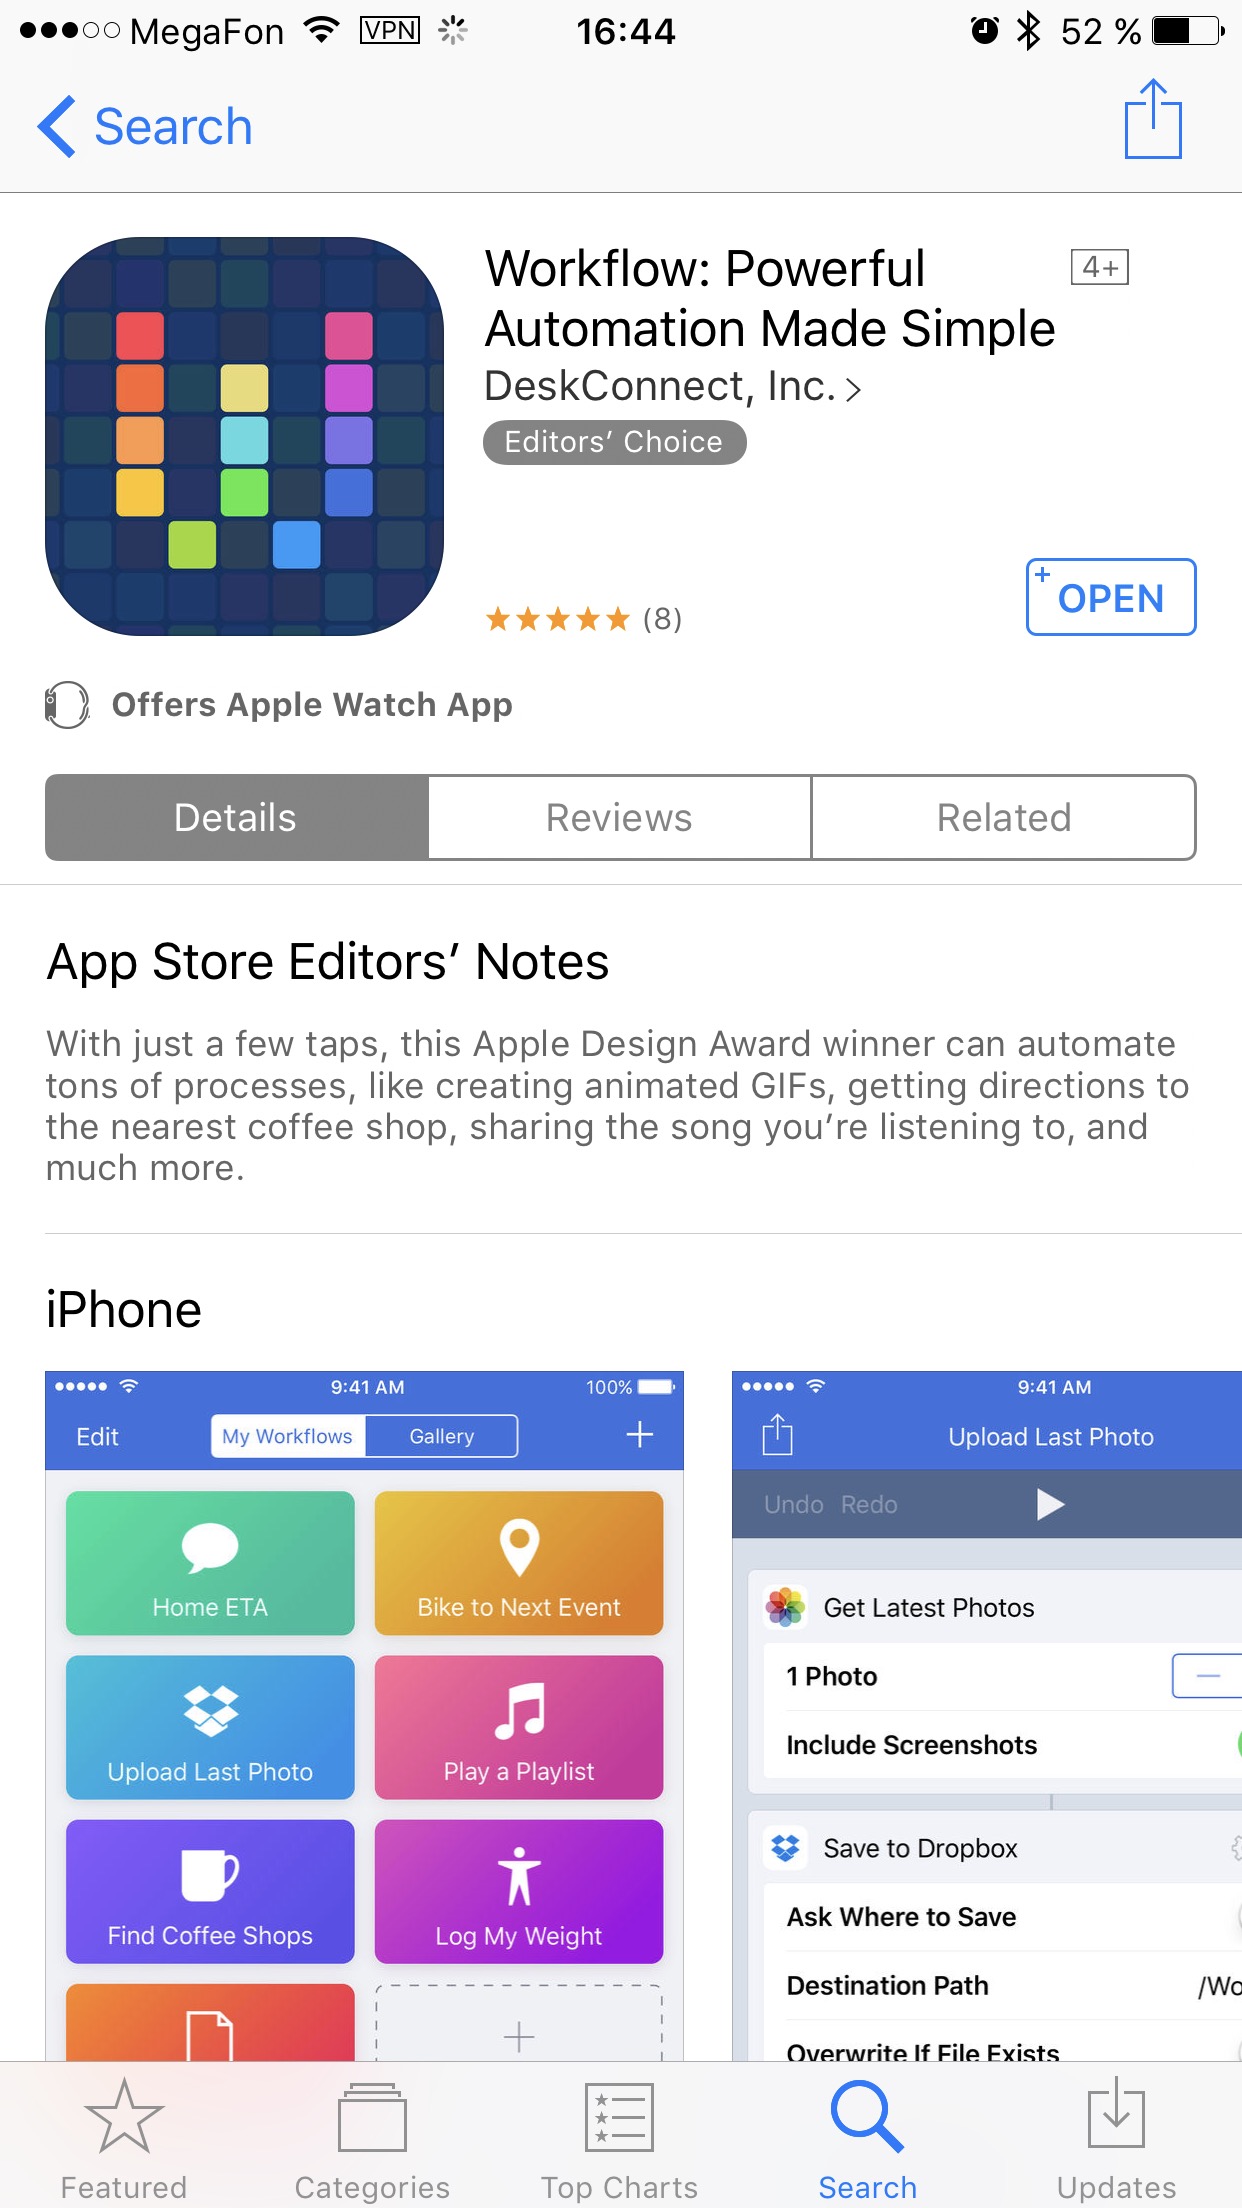 MegaFon VPN 16:44 52 %
Search
Workflow: Powerful
Automation Made Simple
4+
DeskConnect, Inc.
Editors’ Choice
(8)
+ OPEN
Offers Apple Watch App
Details Reviews Related
App Store Editors’ Notes
With just a few taps, this Apple Design Award winner can automate
tons of processes, like creating animated GIFs, getting directions to
the nearest coffee shop, sharing the song you’re listening to, and
much more.
iPhone
9:41 AM 100%
Edit My Workflows Gallery +
Home ETA
Bike to Next Event
Upload Last Photo
Play a Playlist
Find Coffee Shops
Log My Weight
9:41 AM
Upload Last Photo
Undo Redo
Get Latest Photos
1 Photo
Include Screenshots
Save to Dropbox
Ask Where to Save
Destination Path /Wo
Overwrite If File Exists
Featured Categories Top Charts Search Updates